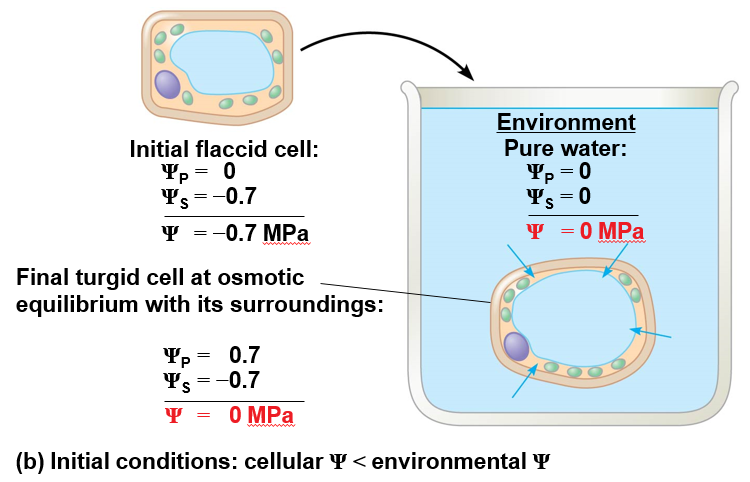 Initial flaccid cell:
ΨP = 0
ΨS = −0.7
Ψ = −0.7 MPa
Environment
Pure water:
ΨP = 0
ΨS = 0
Ψ = 0 MPa
Final turgid cell at osmotic
equilibrium with its surroundings:
ΨP = 0.7
ΨS = −0.7
Ψ = 0 MPa
(b) Initial conditions: cellular Ψ < environmental Ψ